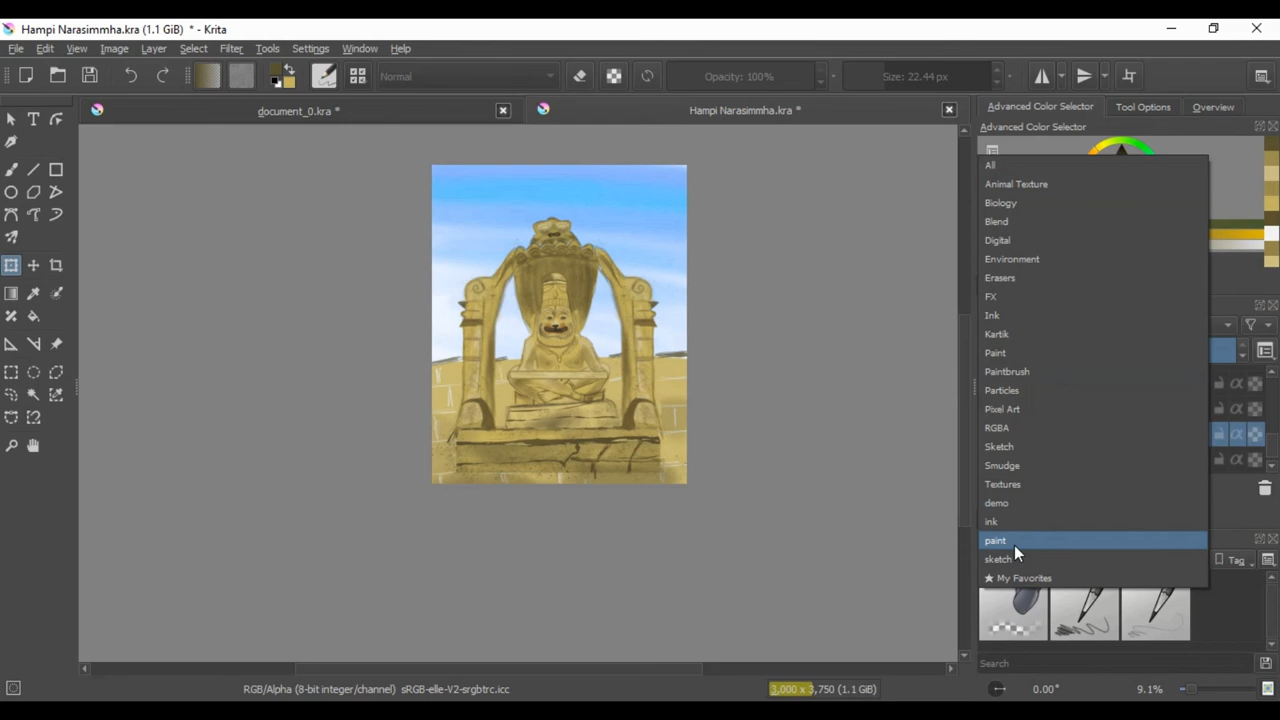 Hampi Narasimmha.kra (1.1 GiB) * - Krita
File Edit View Image Layer Select Filter Tools Settings Window Help
Normal Opacity: 100% Size: 22.44 px
document_0.kra * Hampi Narasimmha.kra * Advanced Color Selector Tool Options Overview
Advanced Color Selector
All
Animal Texture
Biology
Blend
Digital
Environment
Erasers
FX
Ink
Kartik
Paint
Paintbrush
Particles
Pixel Art
RGBA
Sketch
Smudge
Textures
demo
ink
paint
sketch Tag
My Favorites
Search
RGB/Alpha (8-bit integer/channel) sRGB-elle-V2-srgbtrc.icc 3,000 x 3,750 (1.1 GiB) 0.00° 9.1%